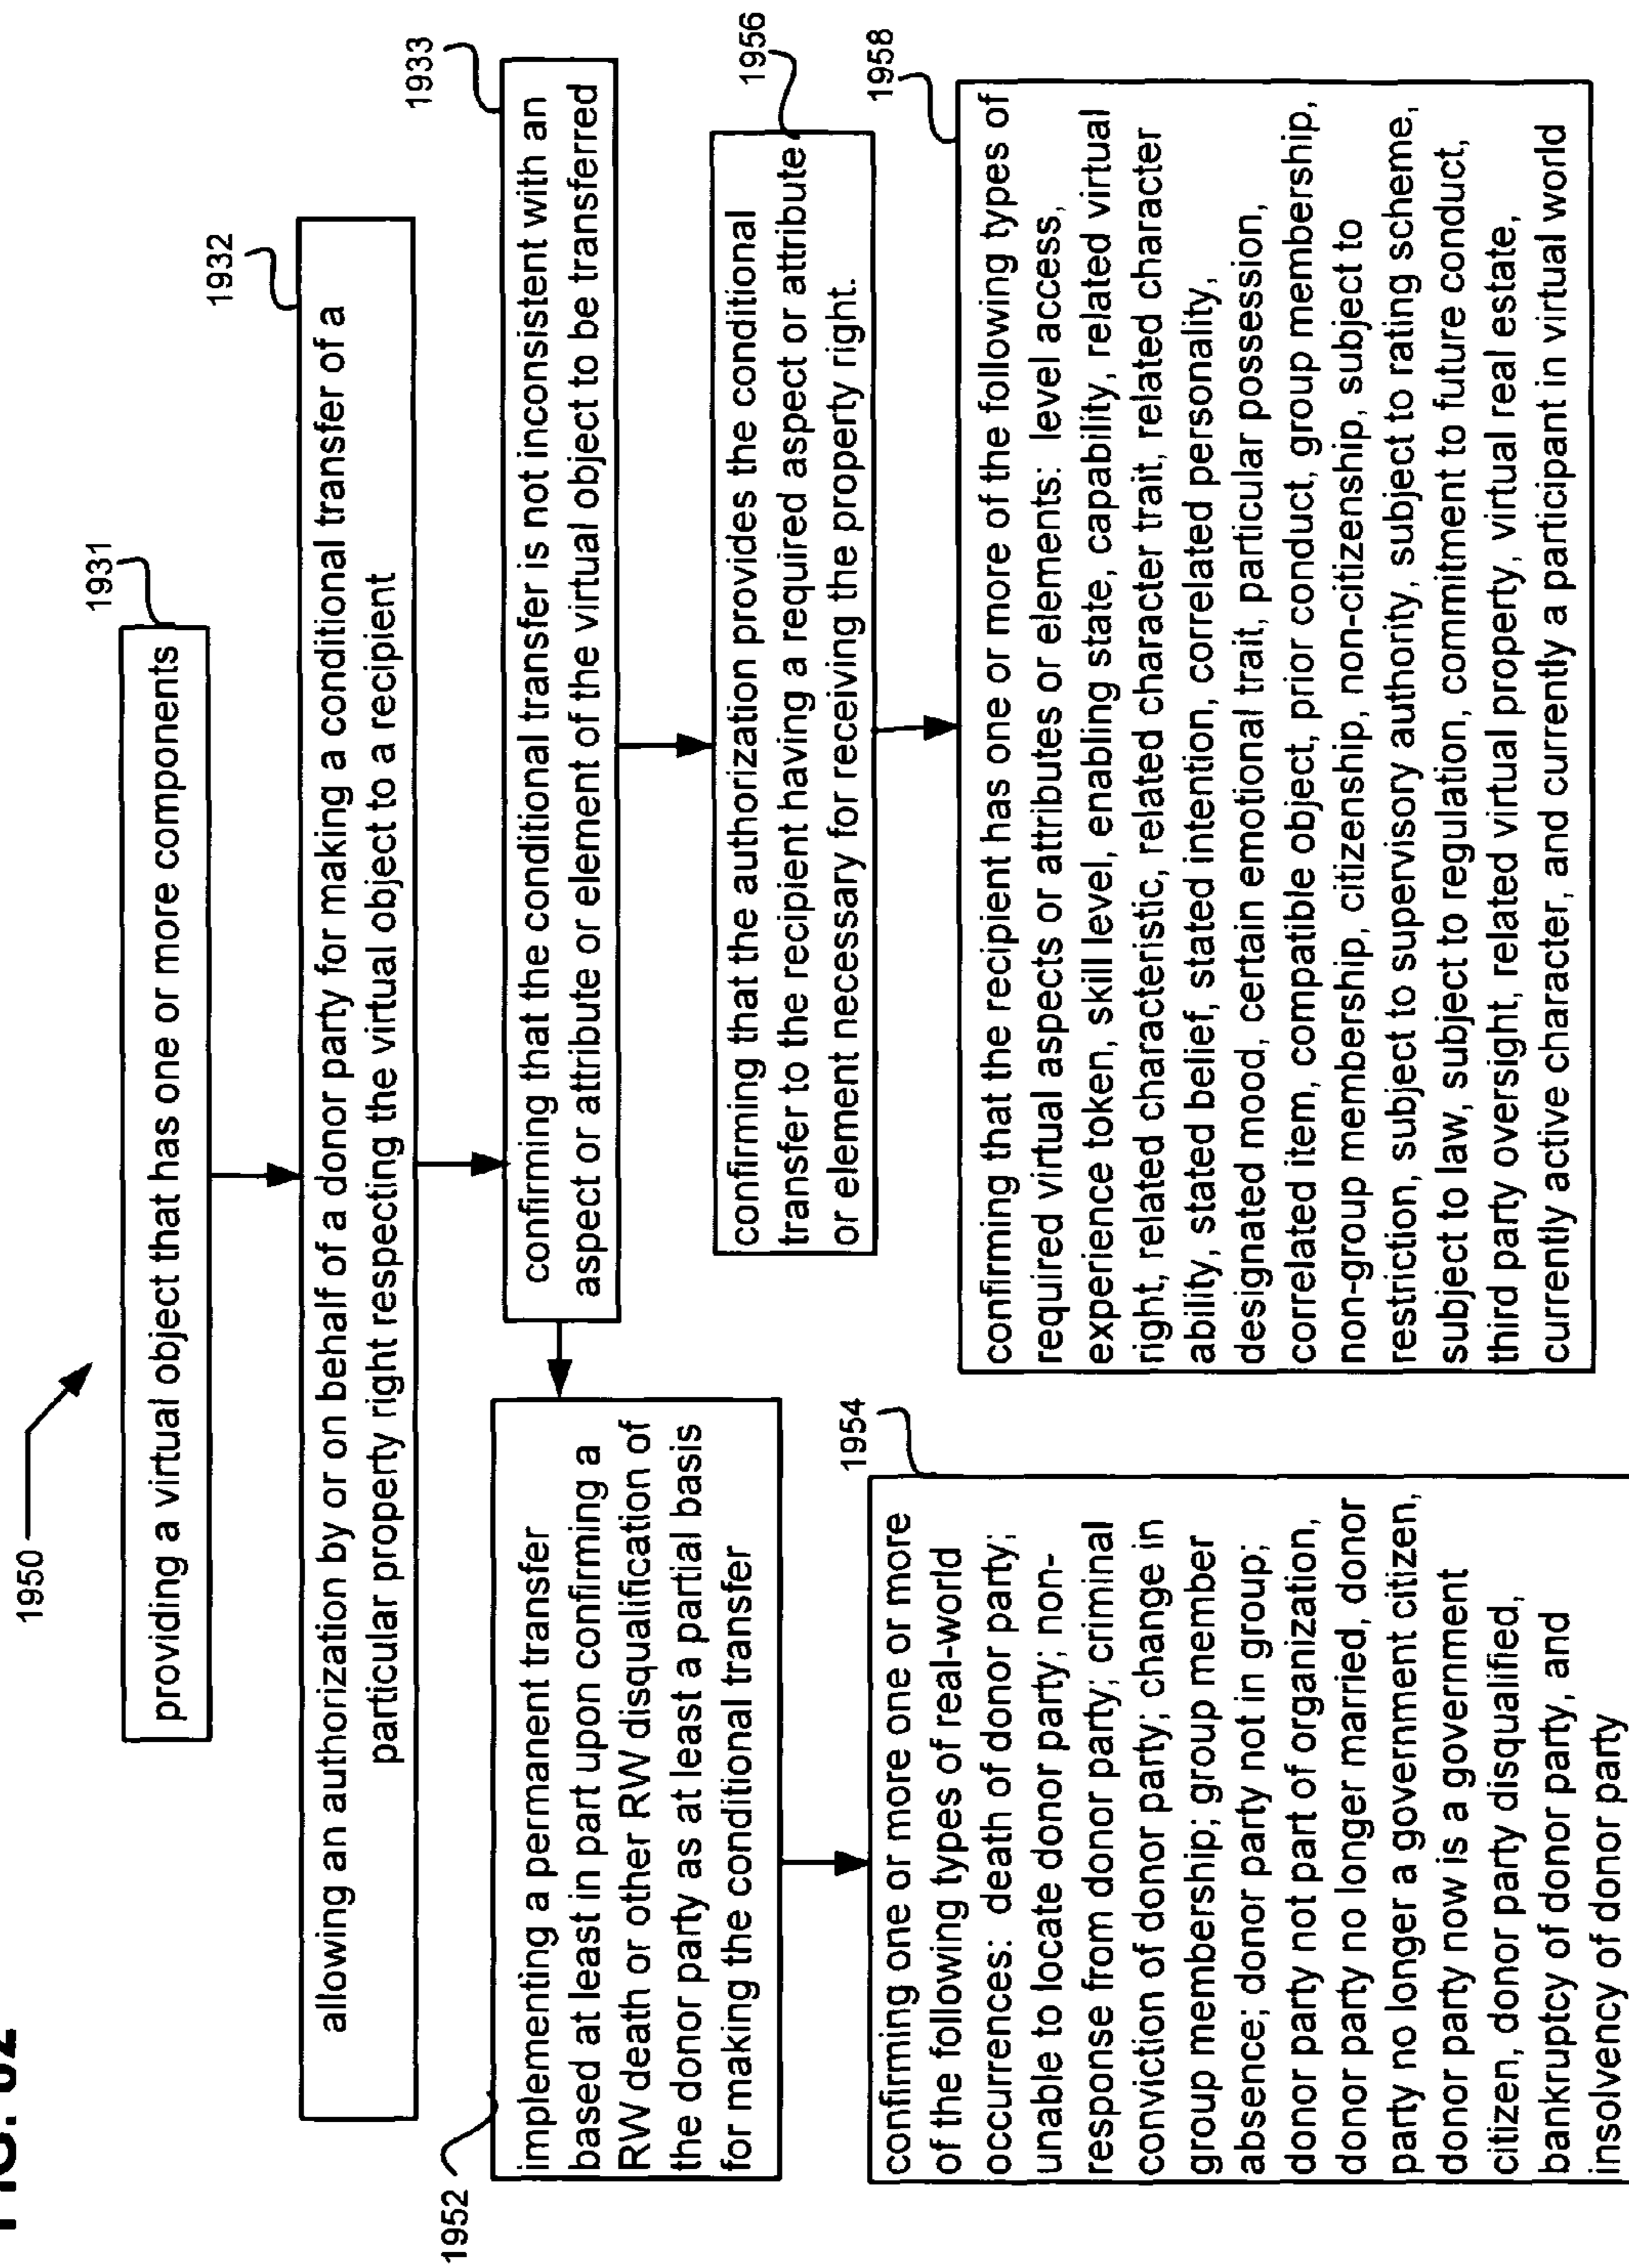 FIG. 62
1950
1931
providing a virtual object that has one or more components
1932
allowing an authorization by or on behalf of a donor party for making a conditional transfer of a
particular property right respecting the virtual object to a recipient
1933
confirming that the conditional transfer is not inconsistent with an
aspect or attribute or element of the virtual object to be transferred
1952
implementing a permanent transfer
based at least in part upon confirming a
RW death or other RW disqualification of
the donor party as at least a partial basis
for making the conditional transfer
1956
confirming that the authorization provides the conditional
transfer to the recipient having a required aspect or attribute
or element necessary for receiving the property right.
1954
confirming one or more one or more
of the following types of real-world
occurrences: death of donor party;
unable to locate donor party; non-
response from donor party; criminal
conviction of donor party; change in
group membership; group member
absence; donor party not in group;
donor party not part of organization,
donor party no longer married, donor
party no longer a government citizen,
donor party now is a government
citizen, donor party disqualified,
bankruptcy of donor party, and
insolvency of donor party
1958
confirming that the recipient has one or more of the following types of
required virtual aspects or attributes or elements: level access,
experience token, skill level, enabling state, capability, related virtual
right, related characteristic, related character trait, related character
ability, stated belief, stated intention, correlated personality,
designated mood, certain emotional trait, particular possession,
correlated item, compatible object, prior conduct, group membership,
non-group membership, citizenship, non-citizenship, subject to
restriction, subject to supervisory authority, subject to rating scheme,
subject to law, subject to regulation, commitment to future conduct,
third party oversight, related virtual property, virtual real estate,
currently active character, and currently a participant in virtual world